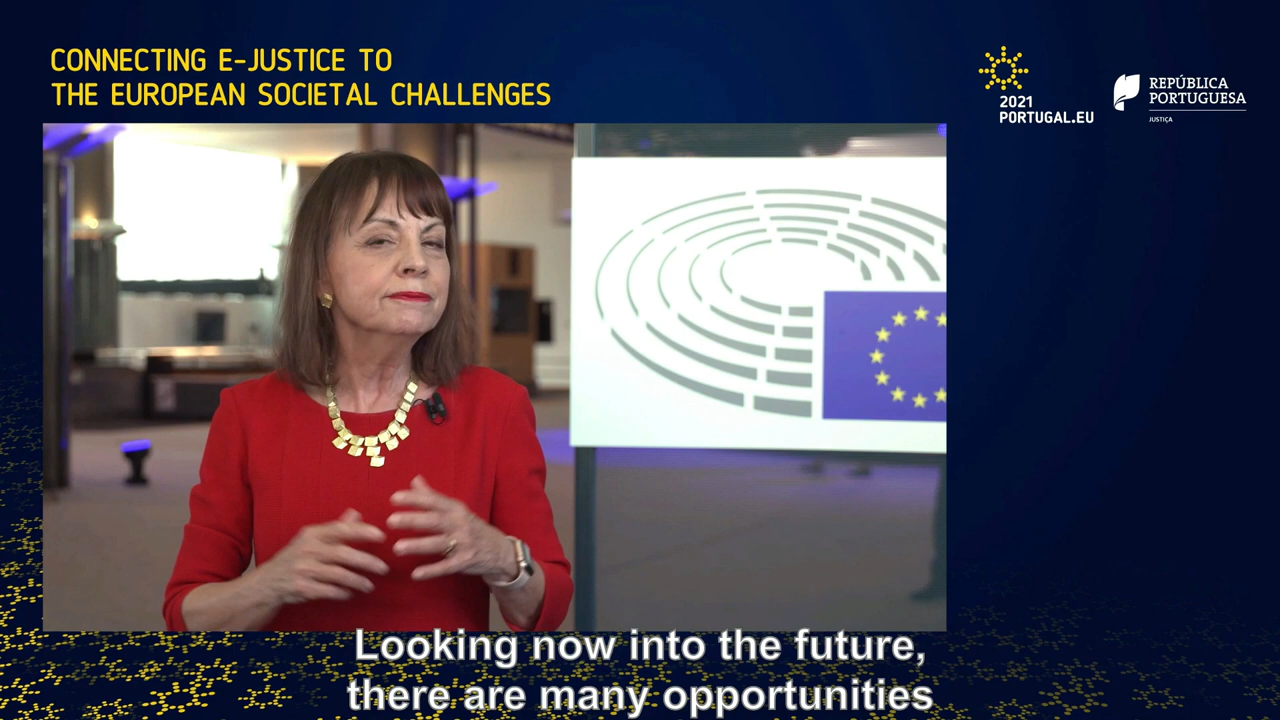 CONNECTING E-JUSTICE TO
THE EUROPEAN SOCIETAL CHALLENGES
2021
PORTUGAL.EU
REPÚBLICA
PORTUGUESA
JUSTIÇA
Looking now into the future,
there are many opportunities